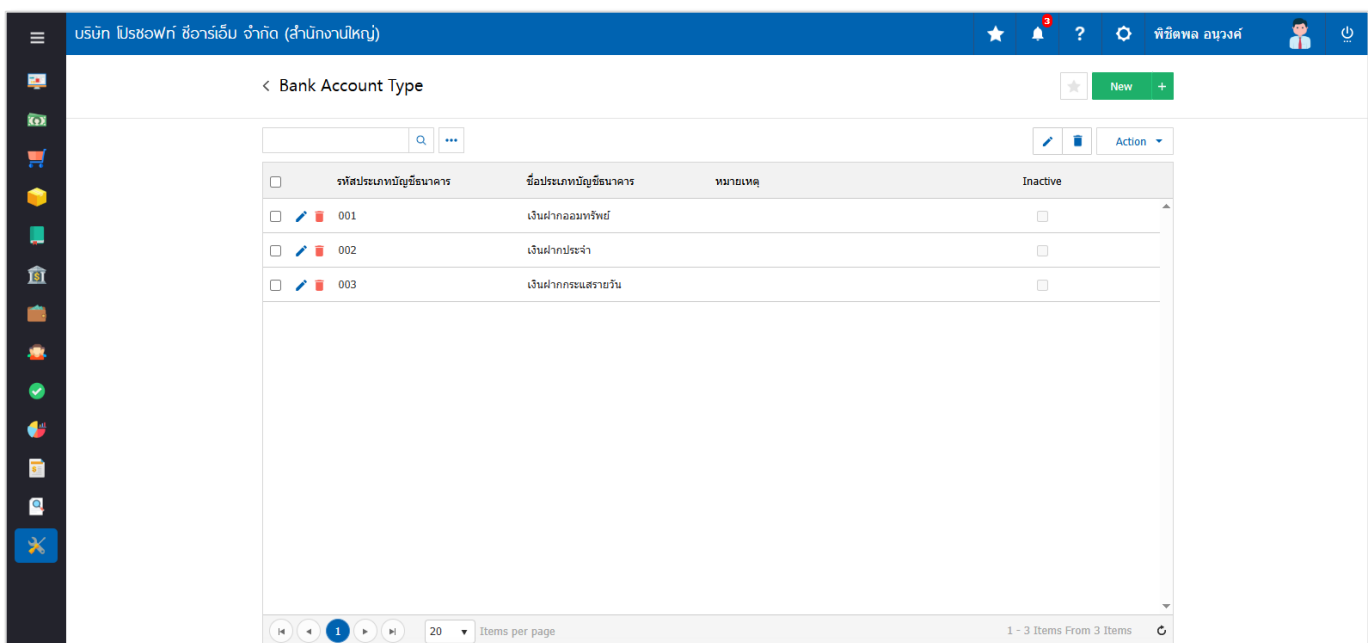 บริษัท โปรซอฟท์ ซีอาร์เอ็ม จำกัด (สำนักงานใหญ่)
3
?
พิชิตพล อนุวงค์
< Bank Account Type
New +
Action
รหัสประเภทบัญชีธนาคาร ชื่อประเภทบัญชีธนาคาร หมายเหตุ Inactive
001 เงินฝากออมทรัพย์
002 เงินฝากประจำ
003 เงินฝากกระแสรายวัน
1 20 Items per page 1 - 3 Items From 3 Items